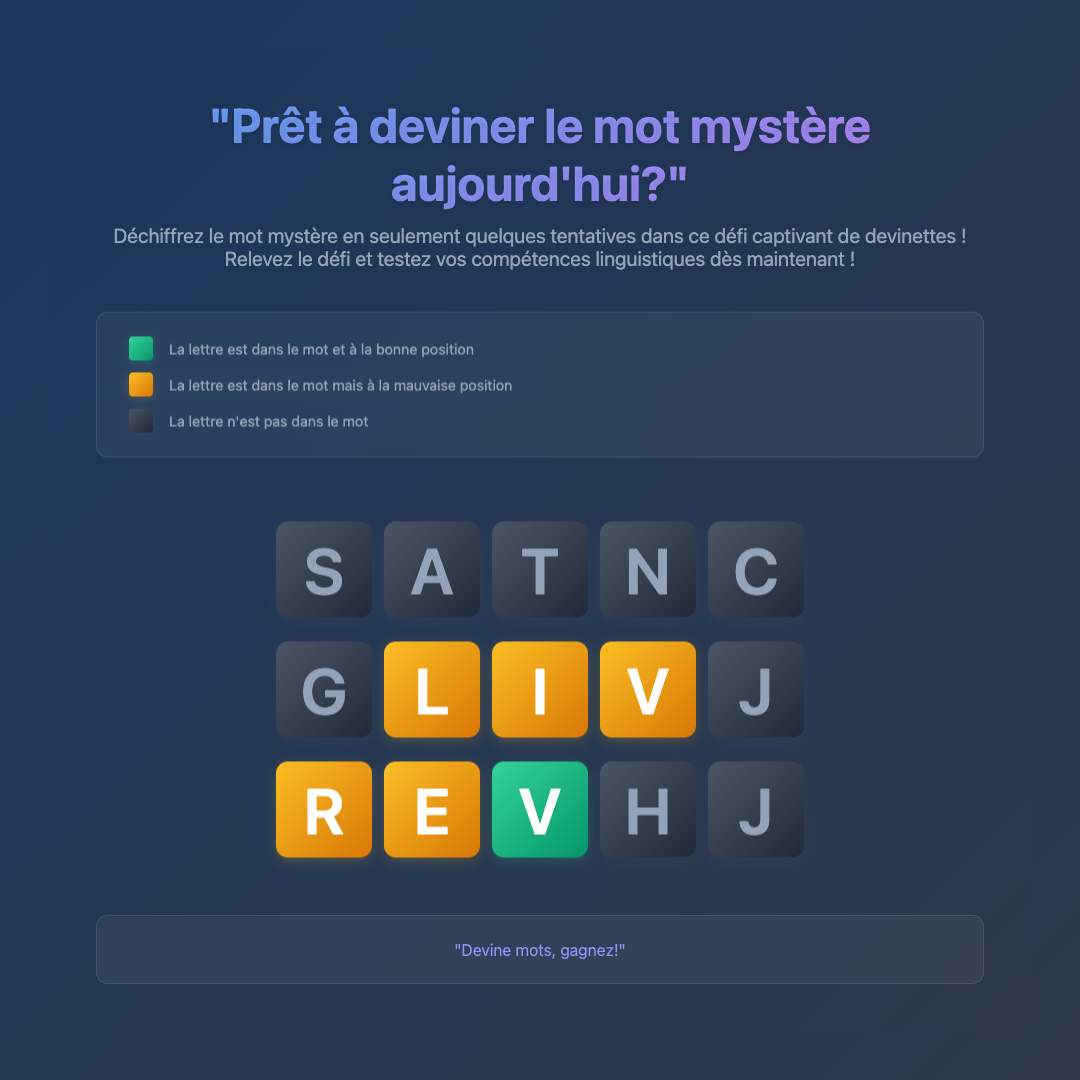 "Prêt à deviner le mot mystère
aujourd'hui?"
Déchiffrez le mot mystère en seulement quelques tentatives dans ce défi captivant de devinettes !
Relevez le défi et testez vos compétences linguistiques dès maintenant !
La lettre est dans le mot et à la bonne position
La lettre est dans le mot mais à la mauvaise position
La lettre n'est pas dans le mot
S A T N C
G L I V J
R E V H J
"Devine mots, gagnez!"